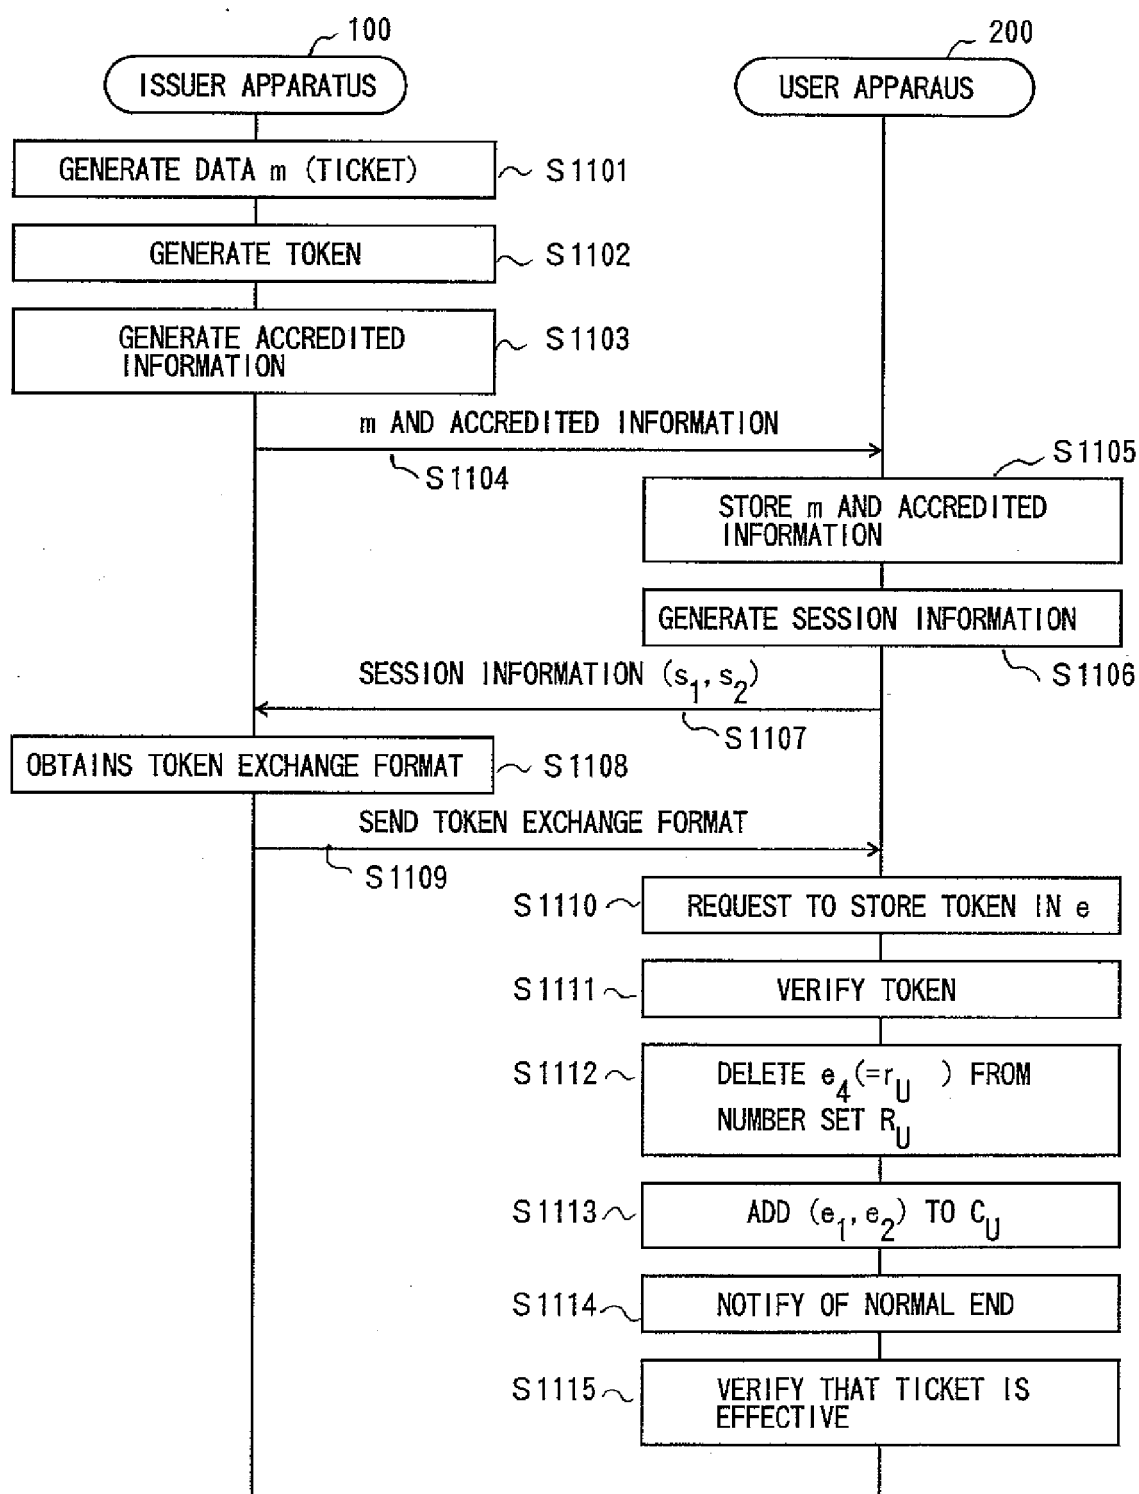 100
200
ISSUER APPARATUS
USER APPARAUS
GENERATE DATA m (TICKET)
S1101
GENERATE TOKEN
S1102
GENERATE ACCREDITED
INFORMATION
S1103
m AND ACCREDITED INFORMATION
S1104
S1105
STORE m AND ACCREDITED
INFORMATION
GENERATE SESSION INFORMATION
S1106
SESSION INFORMATION (s1, s2)
S1107
OBTAINS TOKEN EXCHANGE FORMAT
S1108
SEND TOKEN EXCHANGE FORMAT
S1109
S1110
REQUEST TO STORE TOKEN IN e
S1111
VERIFY TOKEN
S1112
DELETE e4(=rU ) FROM
NUMBER SET RU
S1113
ADD (e1, e2) TO CU
S1114
NOTIFY OF NORMAL END
S1115
VERIFY THAT TICKET IS
EFFECTIVE